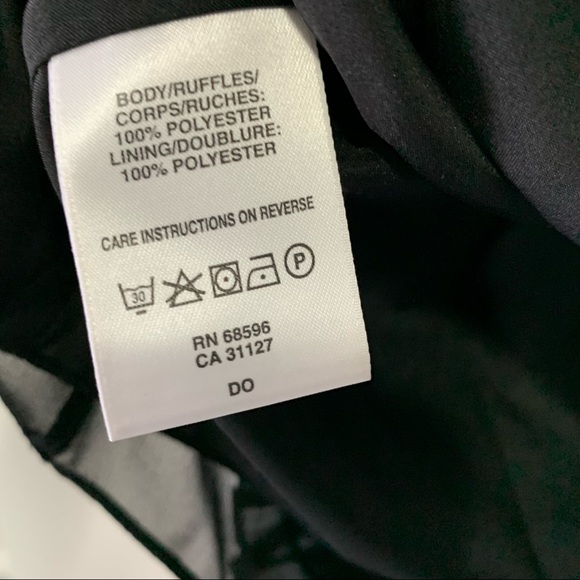 BODY/RUFFLES/
CORPS/RUCHES:
100% POLYESTER
LINING/DOUBLURE:
100% POLYESTER
CARE INSTRUCTIONS ON REVERSE
30 P
RN 68596
CA 31127
DO